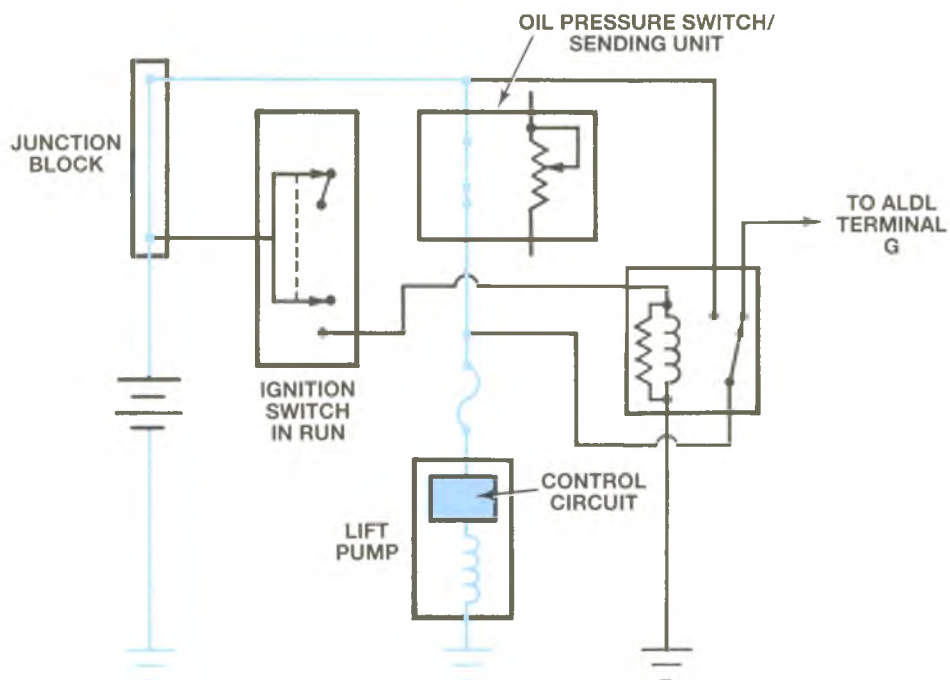 OIL PRESSURE SWITCH/
SENDING UNIT
JUNCTION
BLOCK
TO ALDL
TERMINAL
G
IGNITION
SWITCH
IN RUN
CONTROL
CIRCUIT
LIFT
PUMP